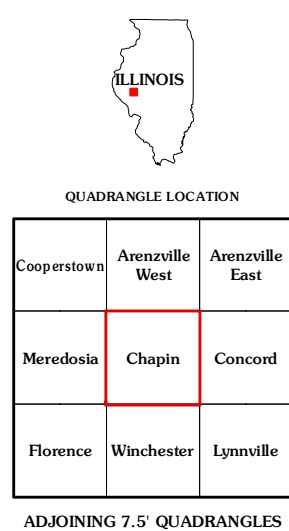 ILLINOIS
QUADRANGLE LOCATION
Cooperstown
Arenzville
West
Arenzville
East
Meredosia
Chapin
Concord
Florence
Winchester
Lynnville
ADJOINING 7.5' QUADRANGLES